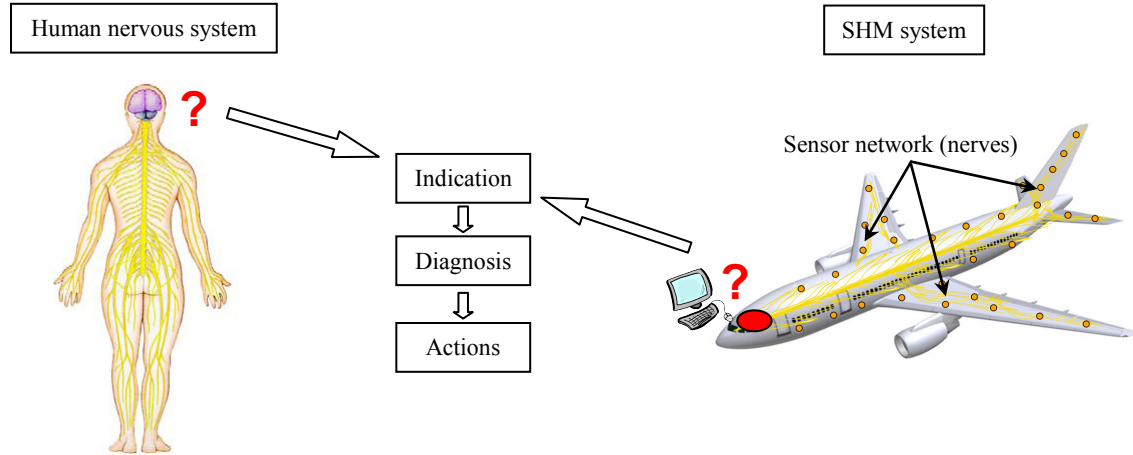 Human nervous system
SHM system
?
Sensor network (nerves)
Indication
Diagnosis
?
Actions